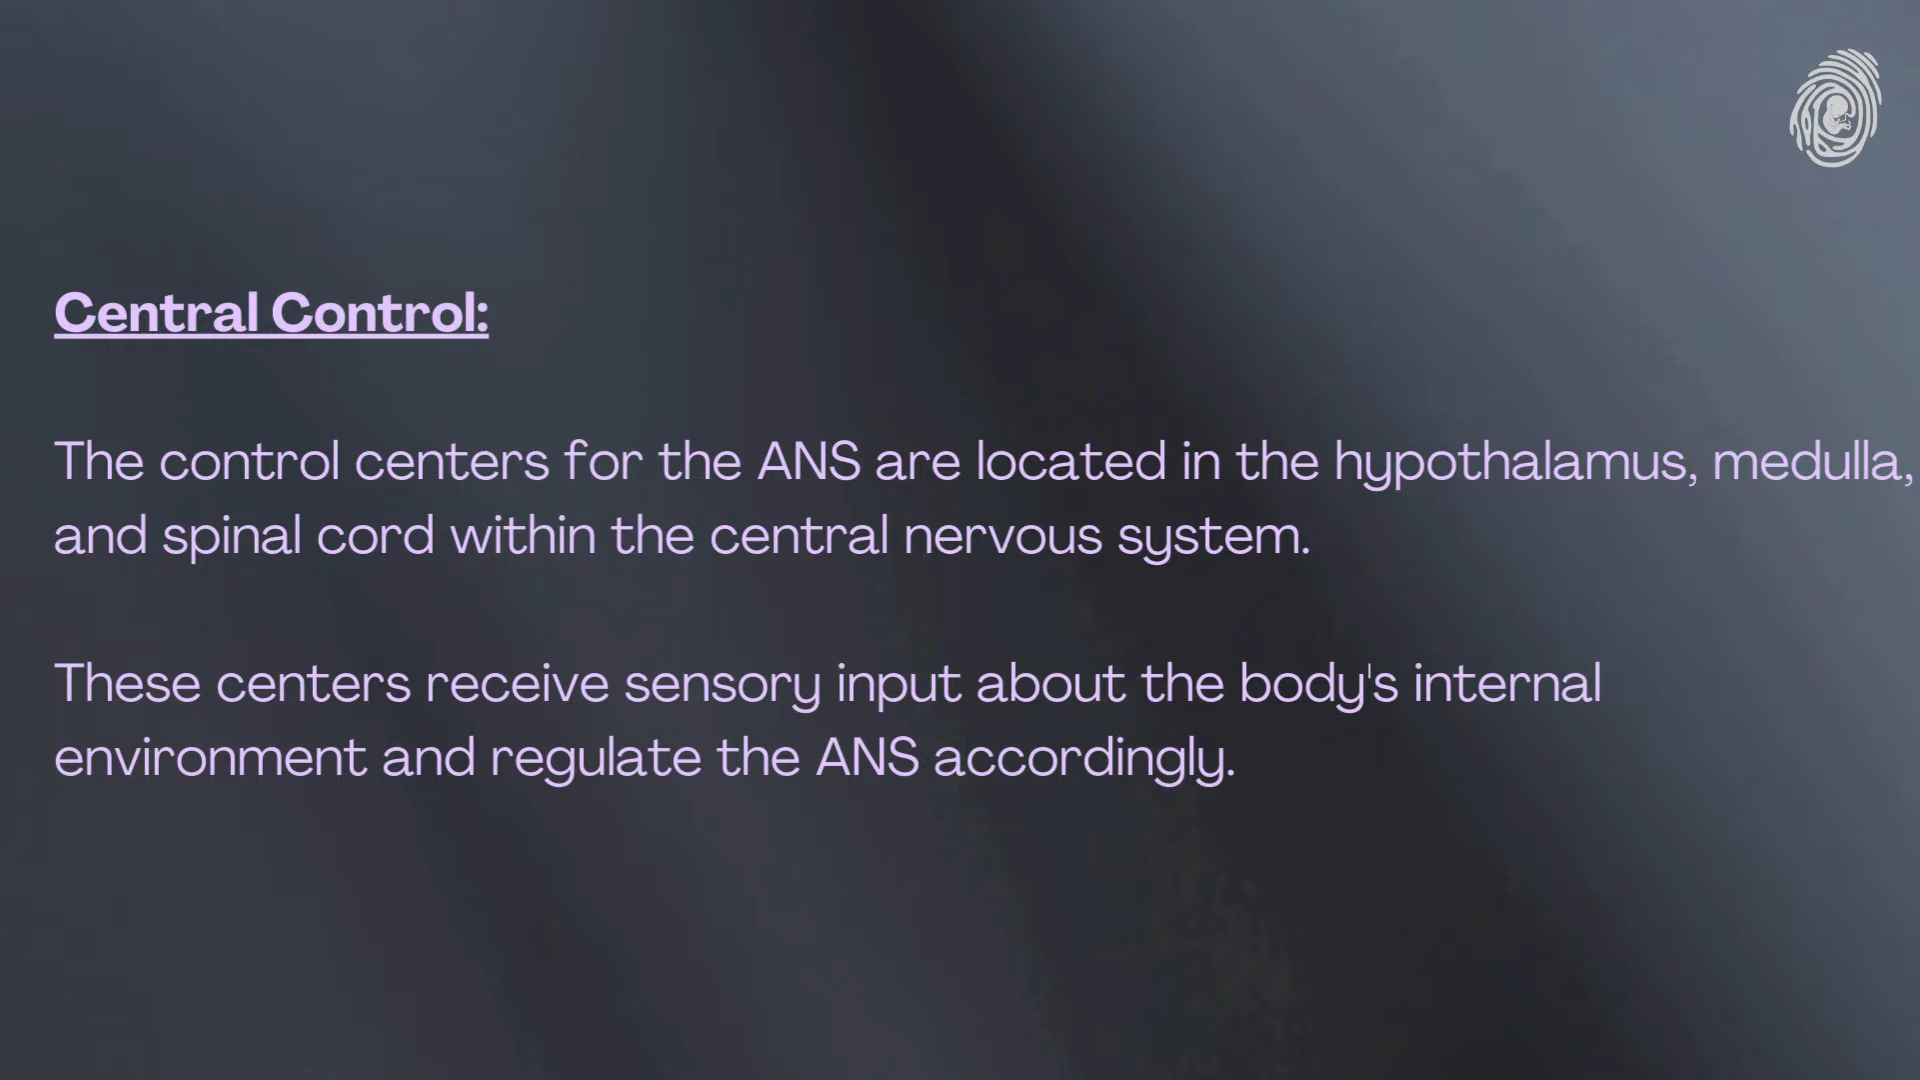 Central Control:
The control centers for the ANS are located in the hypothalamus, medulla,
and spinal cord within the central nervous system.
These centers receive sensory input about the body's internal
environment and regulate the ANS accordingly.